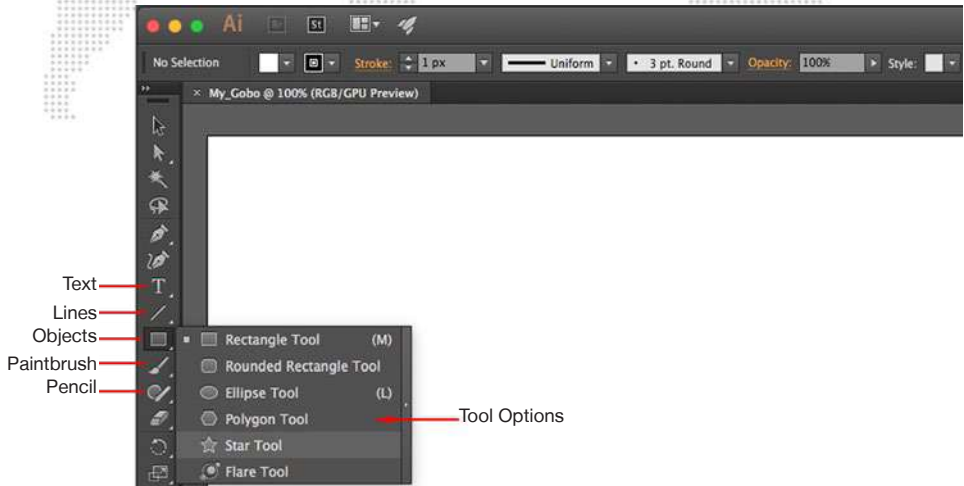 Ai Br St
No Selection Stroke: 1 px Uniform 3 pt. Round Opacity: 100% Style:
× My_Gobo @ 100% (RGB/GPU Preview)
Text T
Lines
Objects
Rectangle Tool (M)
Paintbrush
Rounded Rectangle Tool
Pencil
Ellipse Tool (L)
Polygon Tool
Tool Options
Star Tool
Flare Tool